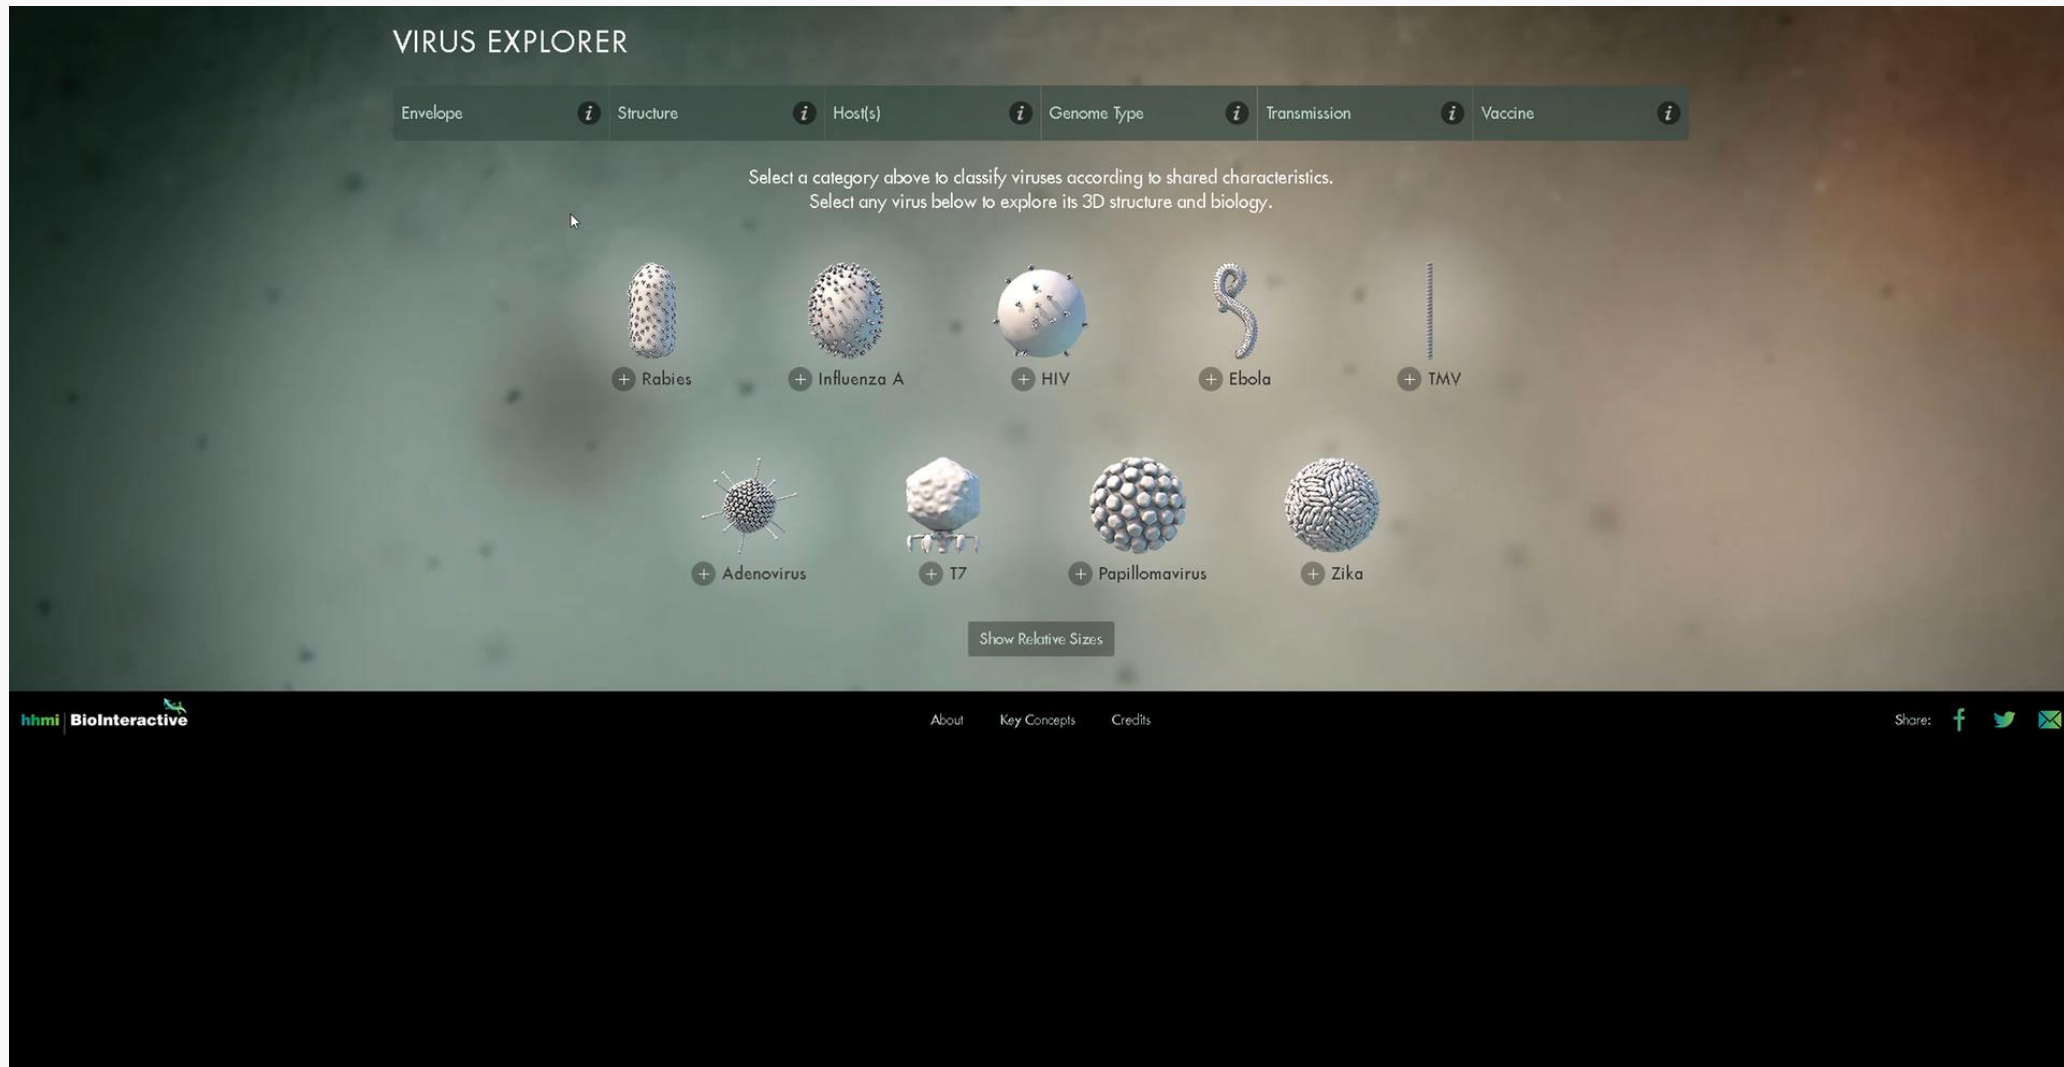 VIRUS EXPLORER
Envelope i Structure i Host(s) i Genome Type i Transmission i Vaccine i
Select a category above to classify viruses according to shared characteristics.
Select any virus below to explore its 3D structure and biology.
+ Rabies + Influenza A + HIV + Ebola + TMV
+ Adenovirus + T7 + Papillomavirus + Zika
Show Relative Sizes
hhmi | BioInteractive About Key Concepts Credits Share: